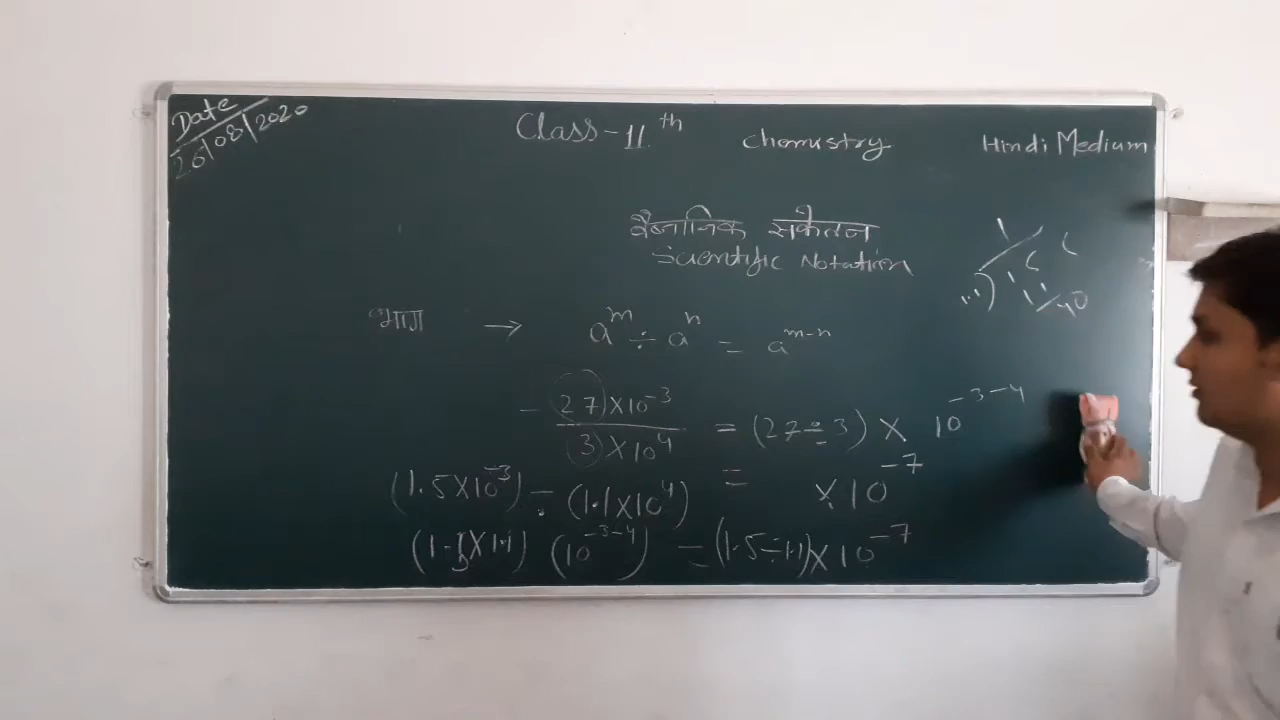 Date
26/08/2020
Class-11th Chemistry Hindi Medium
वैज्ञानिक संकेतन
Scientific Notation
भाग → a^m ÷ a^n = a^m-n
(27)×10^-3 / (3)×10^4 = (27÷3) × 10^-3-4
(1.5×10^-3) ÷ (1.1×10^4) = ×10^-7
(1.5×1.1) (10^-3-4) = (1.5÷1.1)×10^-7